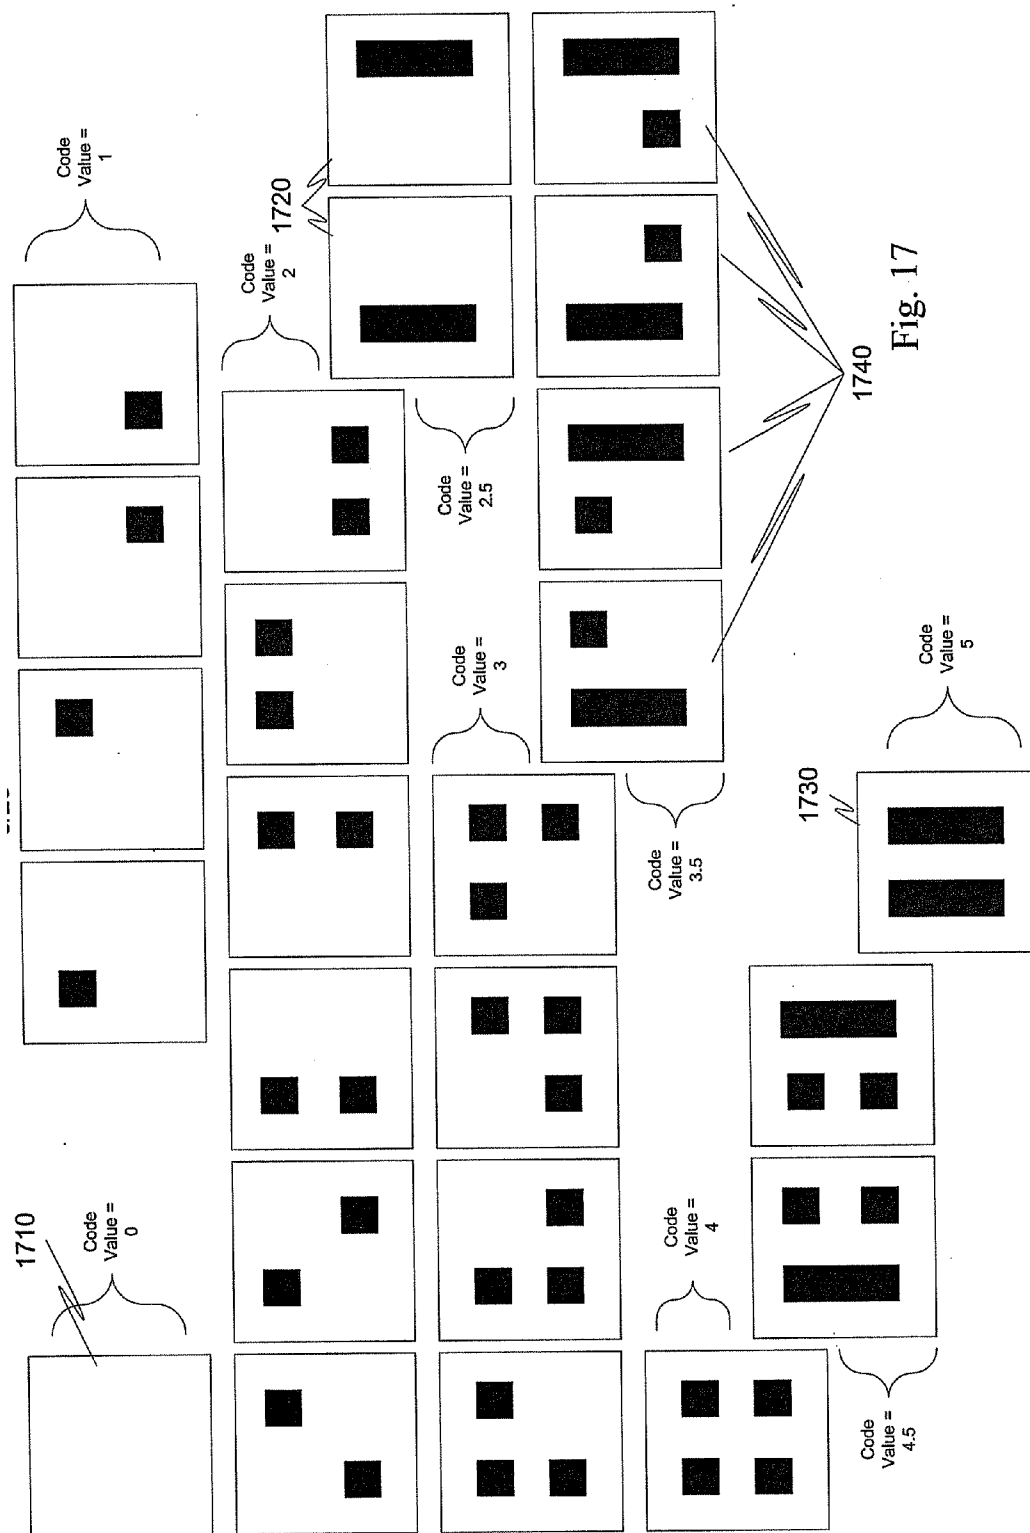 Code
Value =
1
Code
Value =
2
1720
Code
Value =
2.5
Code
Value =
3
Code
Value =
3.5
1740
Fig. 17
1710
Code
Value =
0
Code
Value =
4
Code
Value =
4.5
1730
Code
Value =
5